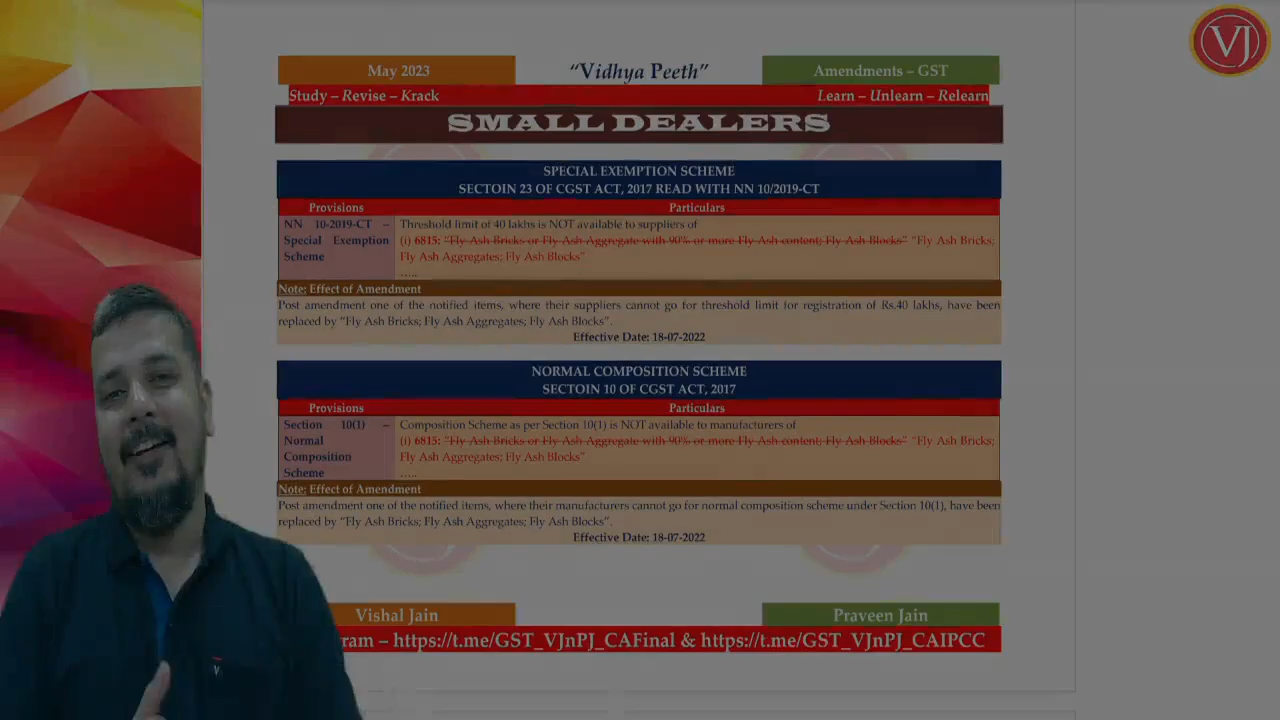 VJ
May 2023
“Vidhya Peeth”
Amendments – GST
Study – Revise – Krack
Learn – Unlearn – Relearn
SMALL DEALERS
SPECIAL EXEMPTION SCHEME
SECTOIN 23 OF CGST ACT, 2017 READ WITH NN 10/2019-CT
Provisions
Particulars
NN 10-2019-CT –
Special Exemption
Scheme
Threshold limit of 40 lakhs is NOT available to suppliers of
(i) 6815: “Fly Ash Bricks or Fly Ash Aggregate with 90% or more Fly Ash content; Fly Ash Blocks” “Fly Ash Bricks;
Fly Ash Aggregates; Fly Ash Blocks”
.....
Note: Effect of Amendment
Post amendment one of the notified items, where their suppliers cannot go for threshold limit for registration of Rs.40 lakhs, have been
replaced by “Fly Ash Bricks; Fly Ash Aggregates; Fly Ash Blocks”.
Effective Date: 18-07-2022
NORMAL COMPOSITION SCHEME
SECTOIN 10 OF CGST ACT, 2017
Provisions
Particulars
Section 10(1) –
Normal
Composition
Scheme
Composition Scheme as per Section 10(1) is NOT available to manufacturers of
(i) 6815: “Fly Ash Bricks or Fly Ash Aggregate with 90% or more Fly Ash content; Fly Ash Blocks” “Fly Ash Bricks;
Fly Ash Aggregates; Fly Ash Blocks”
.....
Note: Effect of Amendment
Post amendment one of the notified items, where their manufacturers cannot go for normal composition scheme under Section 10(1), have been
replaced by “Fly Ash Bricks; Fly Ash Aggregates; Fly Ash Blocks”.
Effective Date: 18-07-2022
Vishal Jain
Praveen Jain
ram – https://t.me/GST_VJnPJ_CAFinal & https://t.me/GST_VJnPJ_CAIPCC